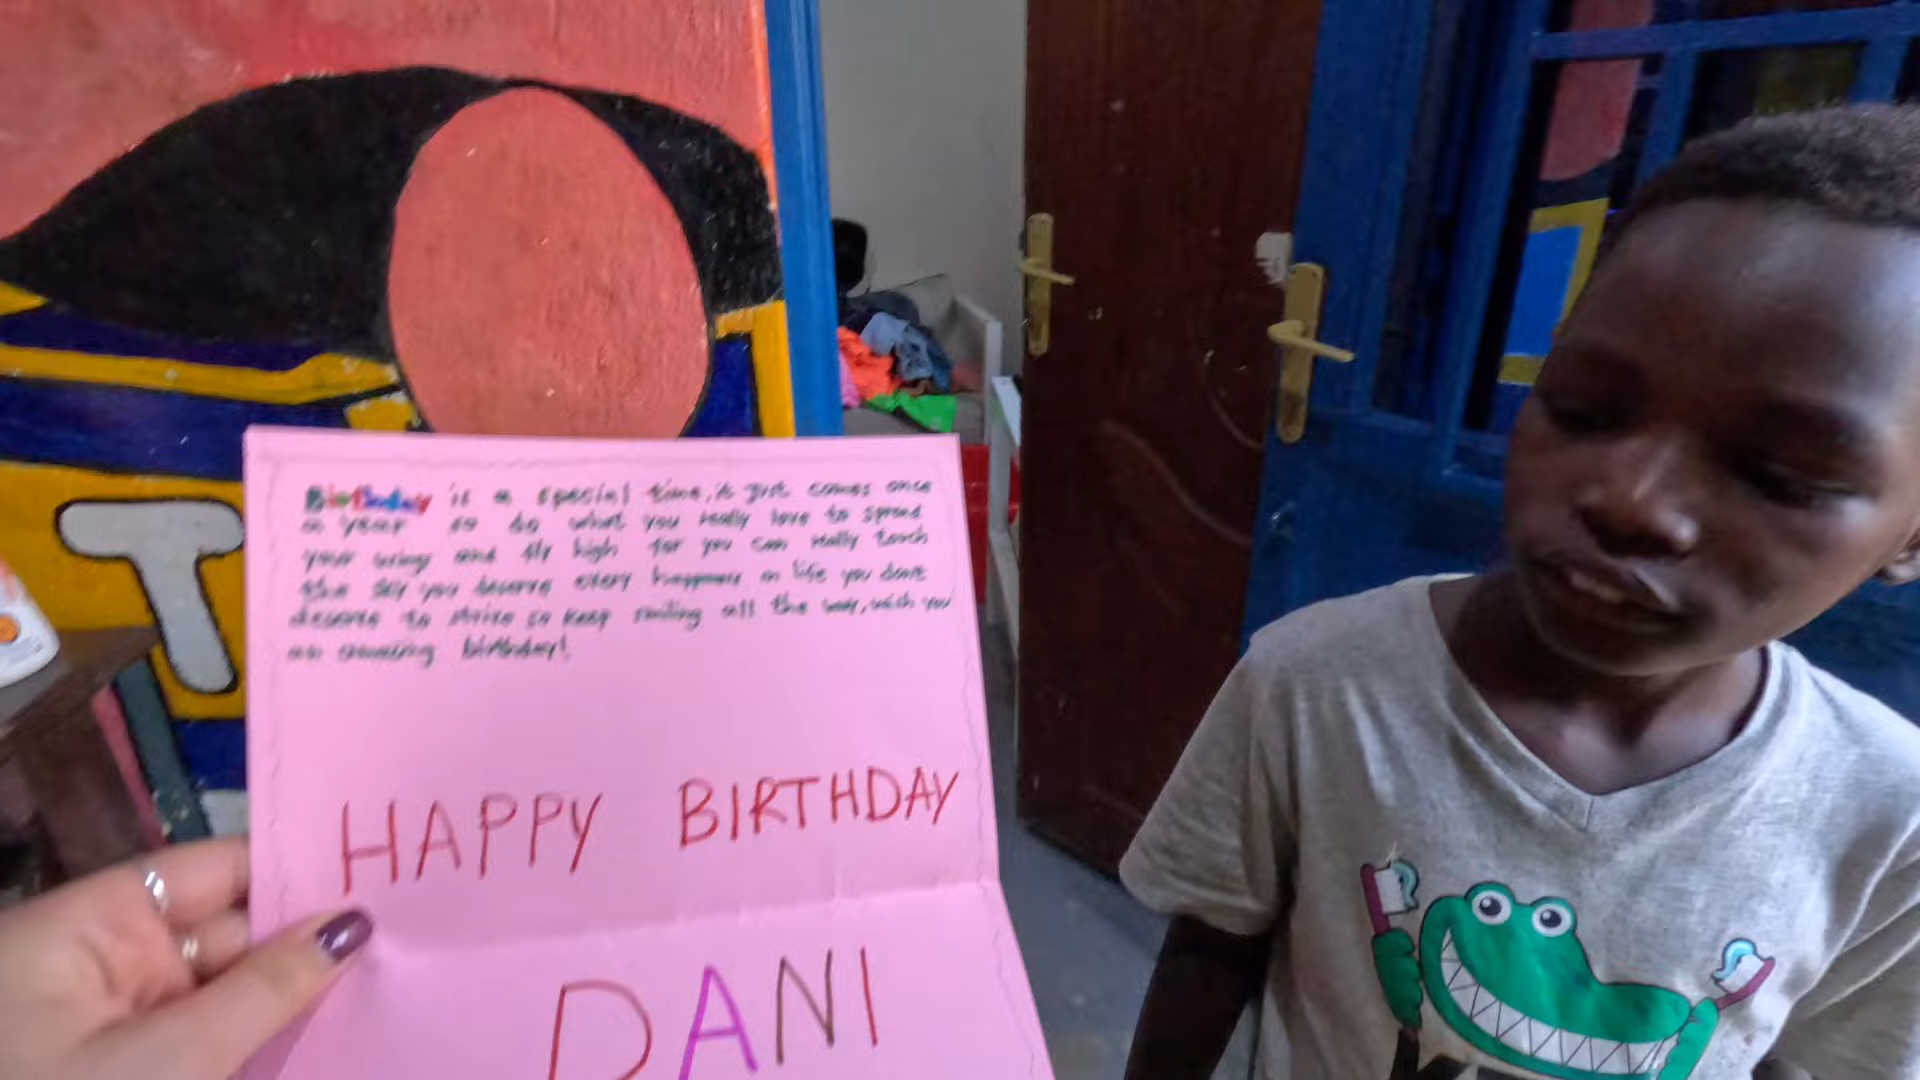 Birthday is a special time, it just comes once
a year so do what you really love to spread
your wings and fly high for you can really touch
the sky you deserve every happiness in life you dont
deserve to strive so keep smiling all the way, wish you
an amazing birthday!
HAPPY BIRTHDAY
DANI
T